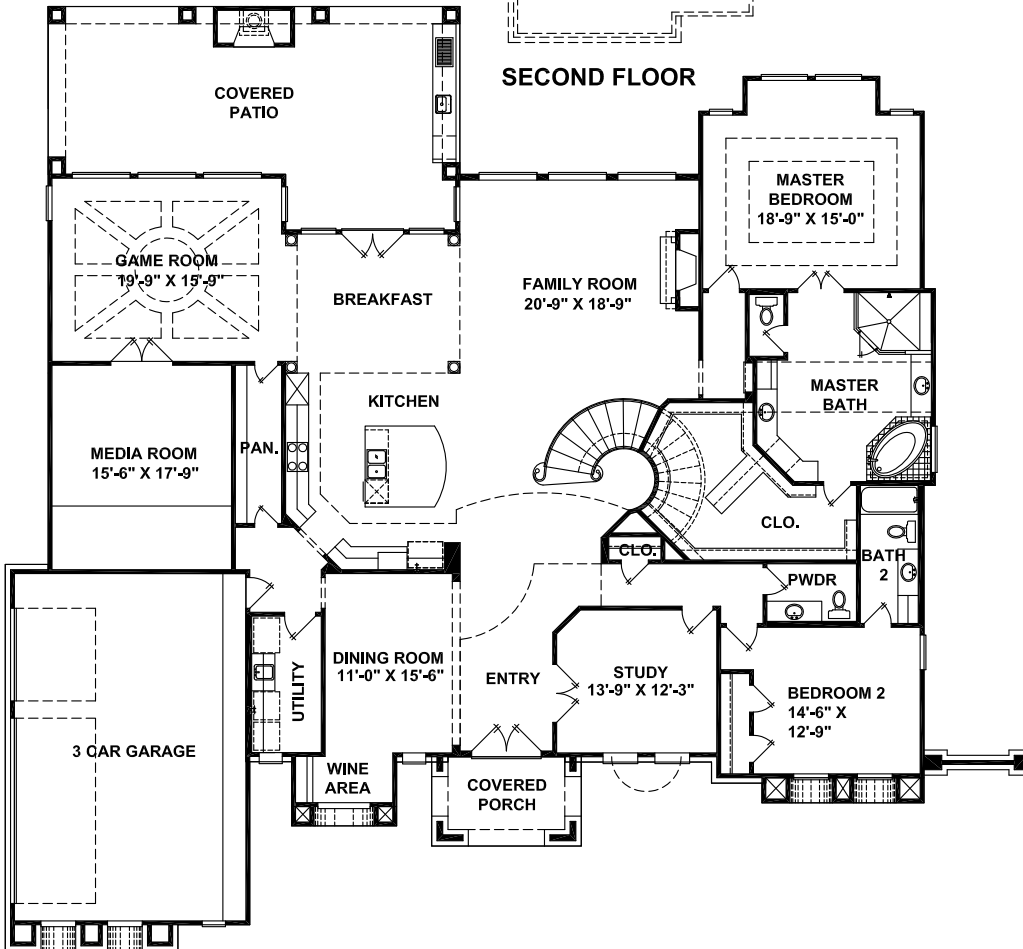 SECOND FLOOR
COVERED
PATIO
MASTER
BEDROOM
18'-9" X 15'-0"
GAME ROOM
19'-9" X 15'-9"
FAMILY ROOM
20'-9" X 18'-9"
BREAKFAST
MASTER
BATH
KITCHEN
MEDIA ROOM
15'-6" X 17'-9"
PAN.
CLO.
CLO.
BATH
2
PWDR
DINING ROOM
11'-0" X 15'-6"
UTILITY
ENTRY
STUDY
13'-9" X 12'-3"
BEDROOM 2
14'-6" X
12'-9"
3 CAR GARAGE
WINE
AREA
COVERED
PORCH